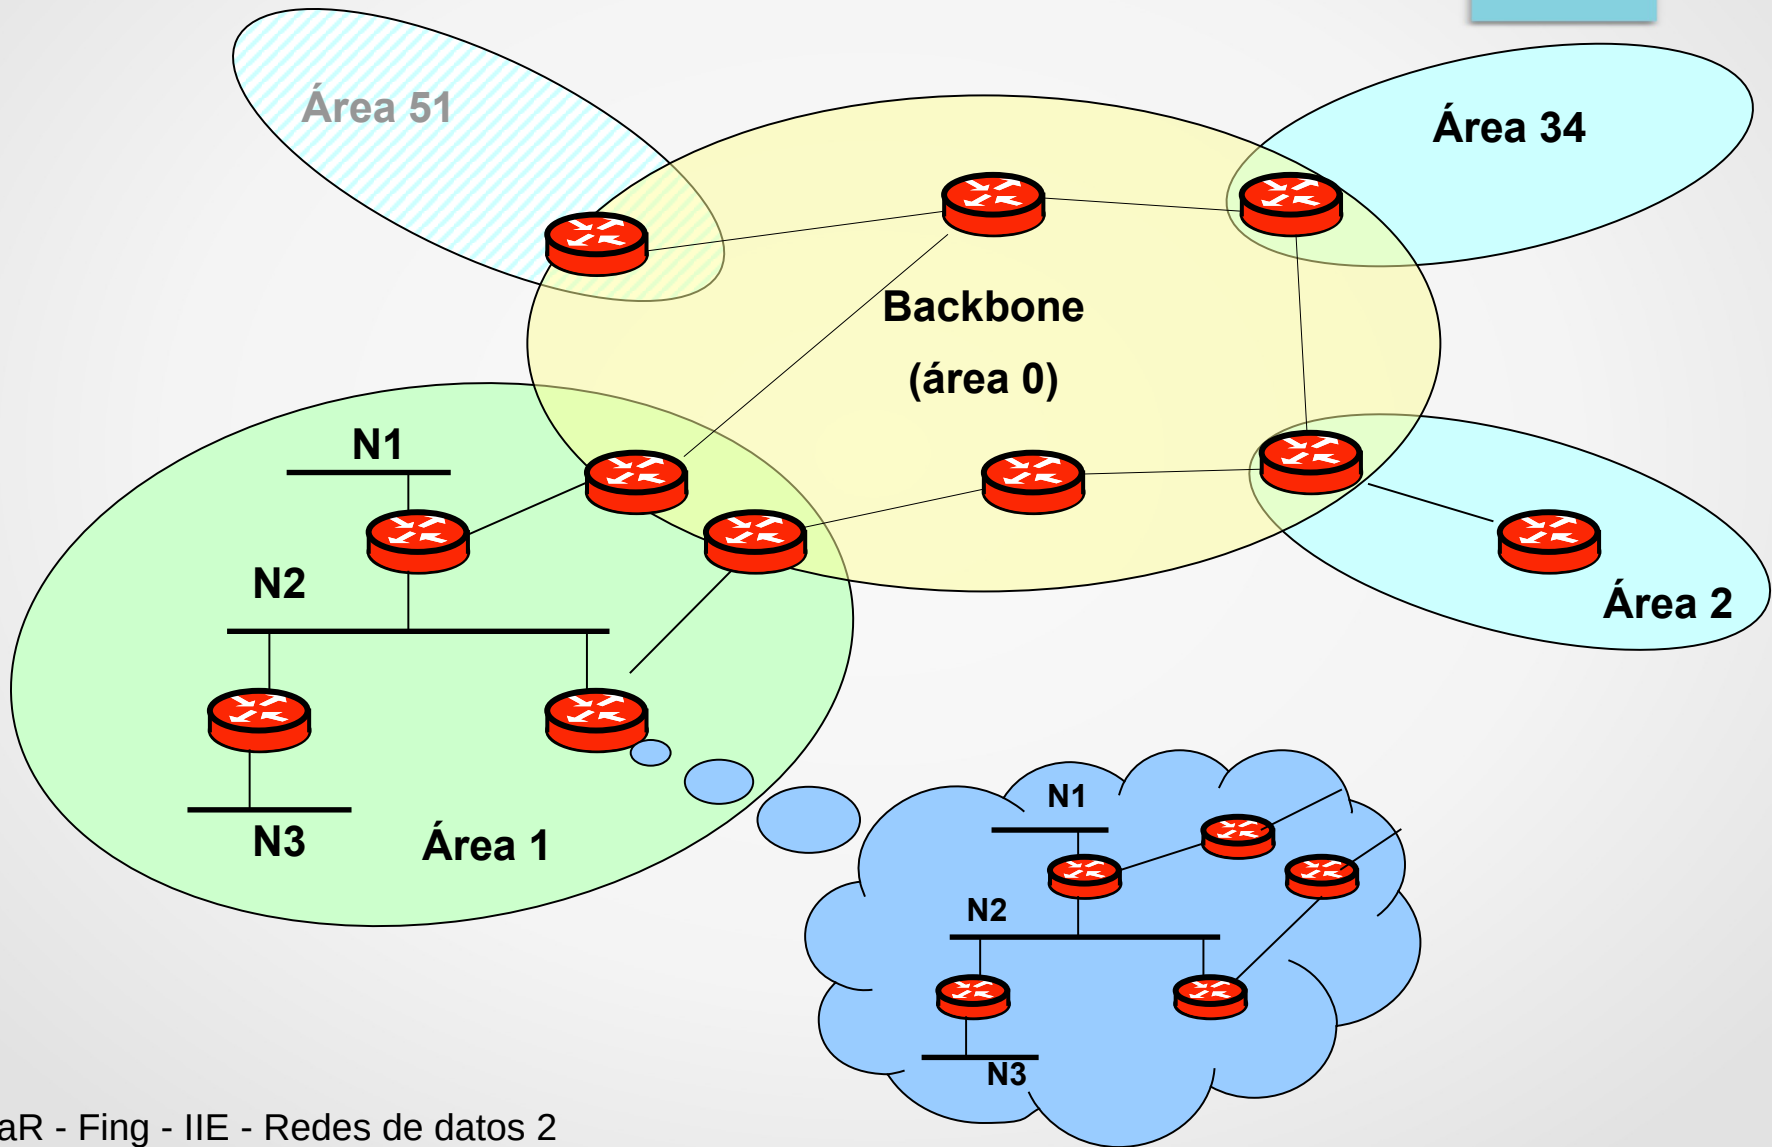 Área 51
Área 34
Backbone
(área 0)
N1
N2
Área 2
N3
Área 1
N1
N2
N3
aR - Fing - IIE - Redes de datos 2